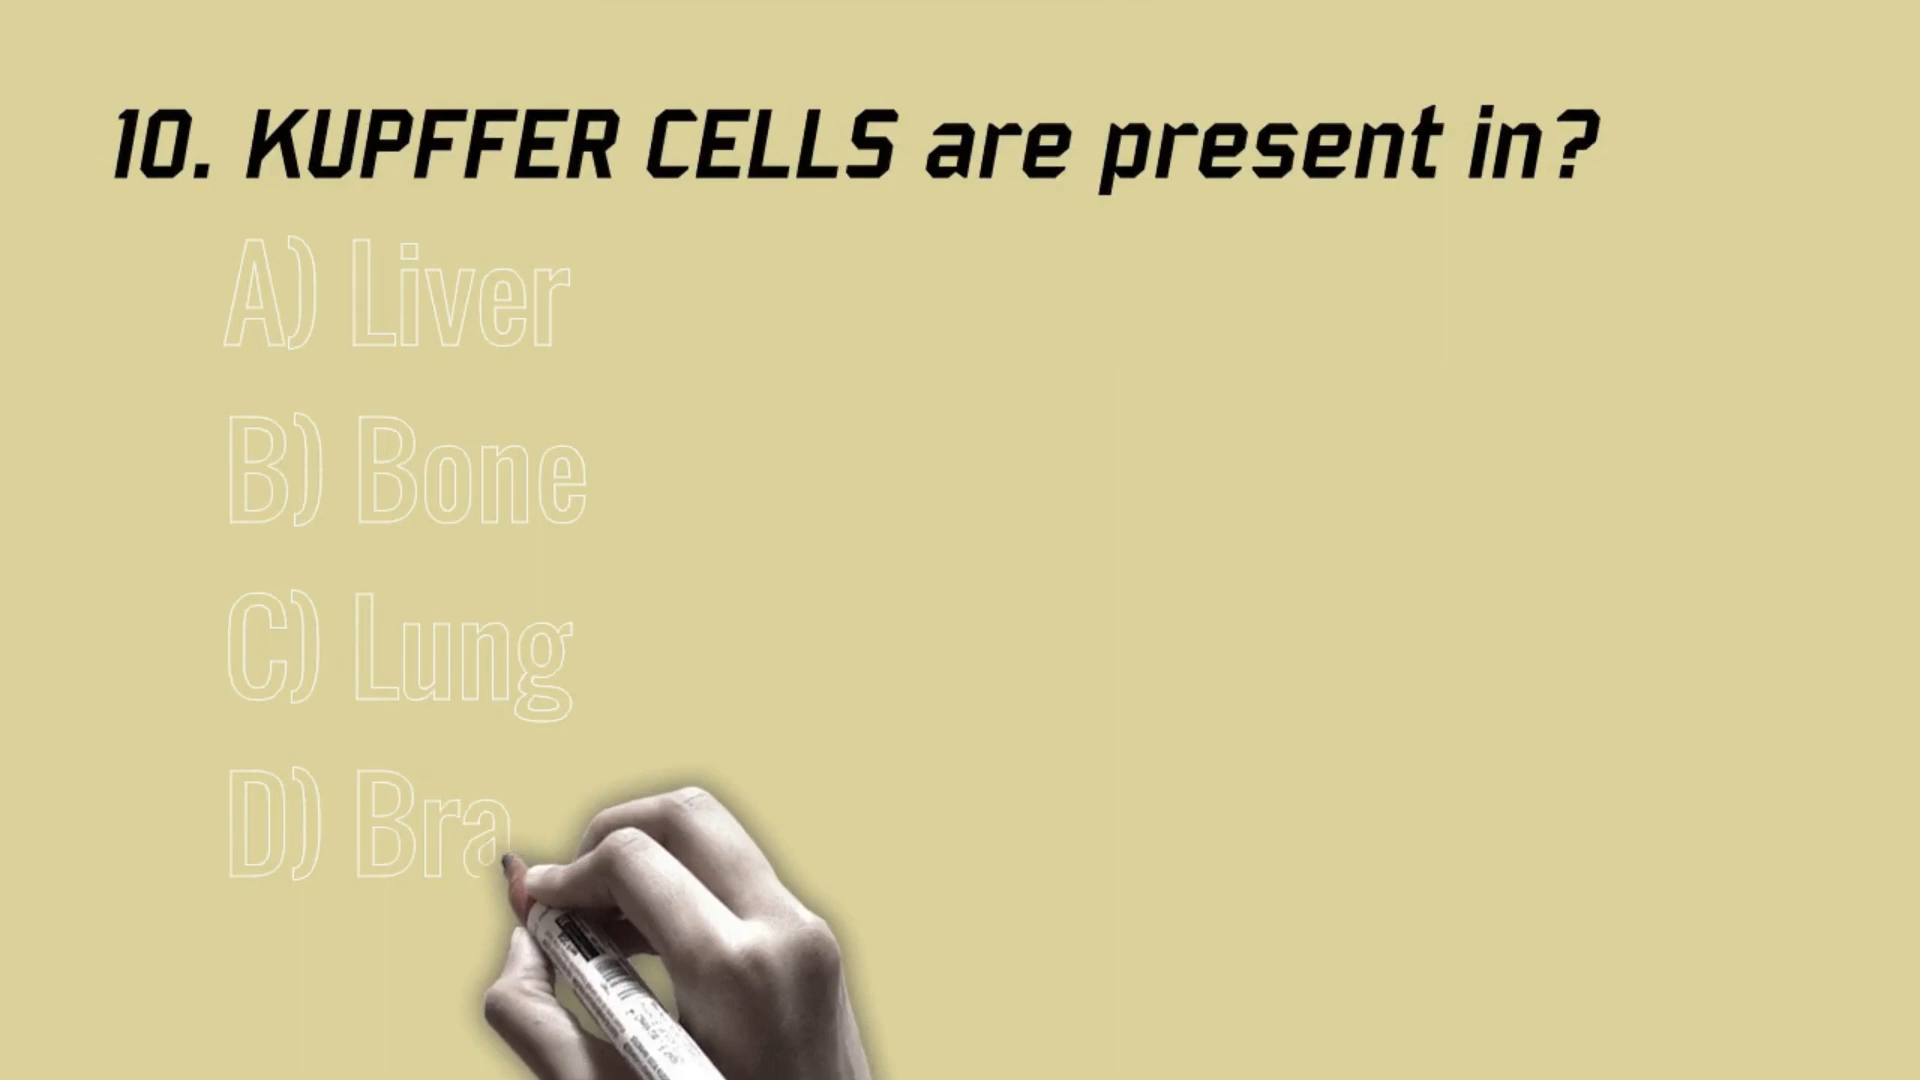 10. KUPFFER CELLS are present in?
A) Liver
B) Bone
C) Lung
D) Bra